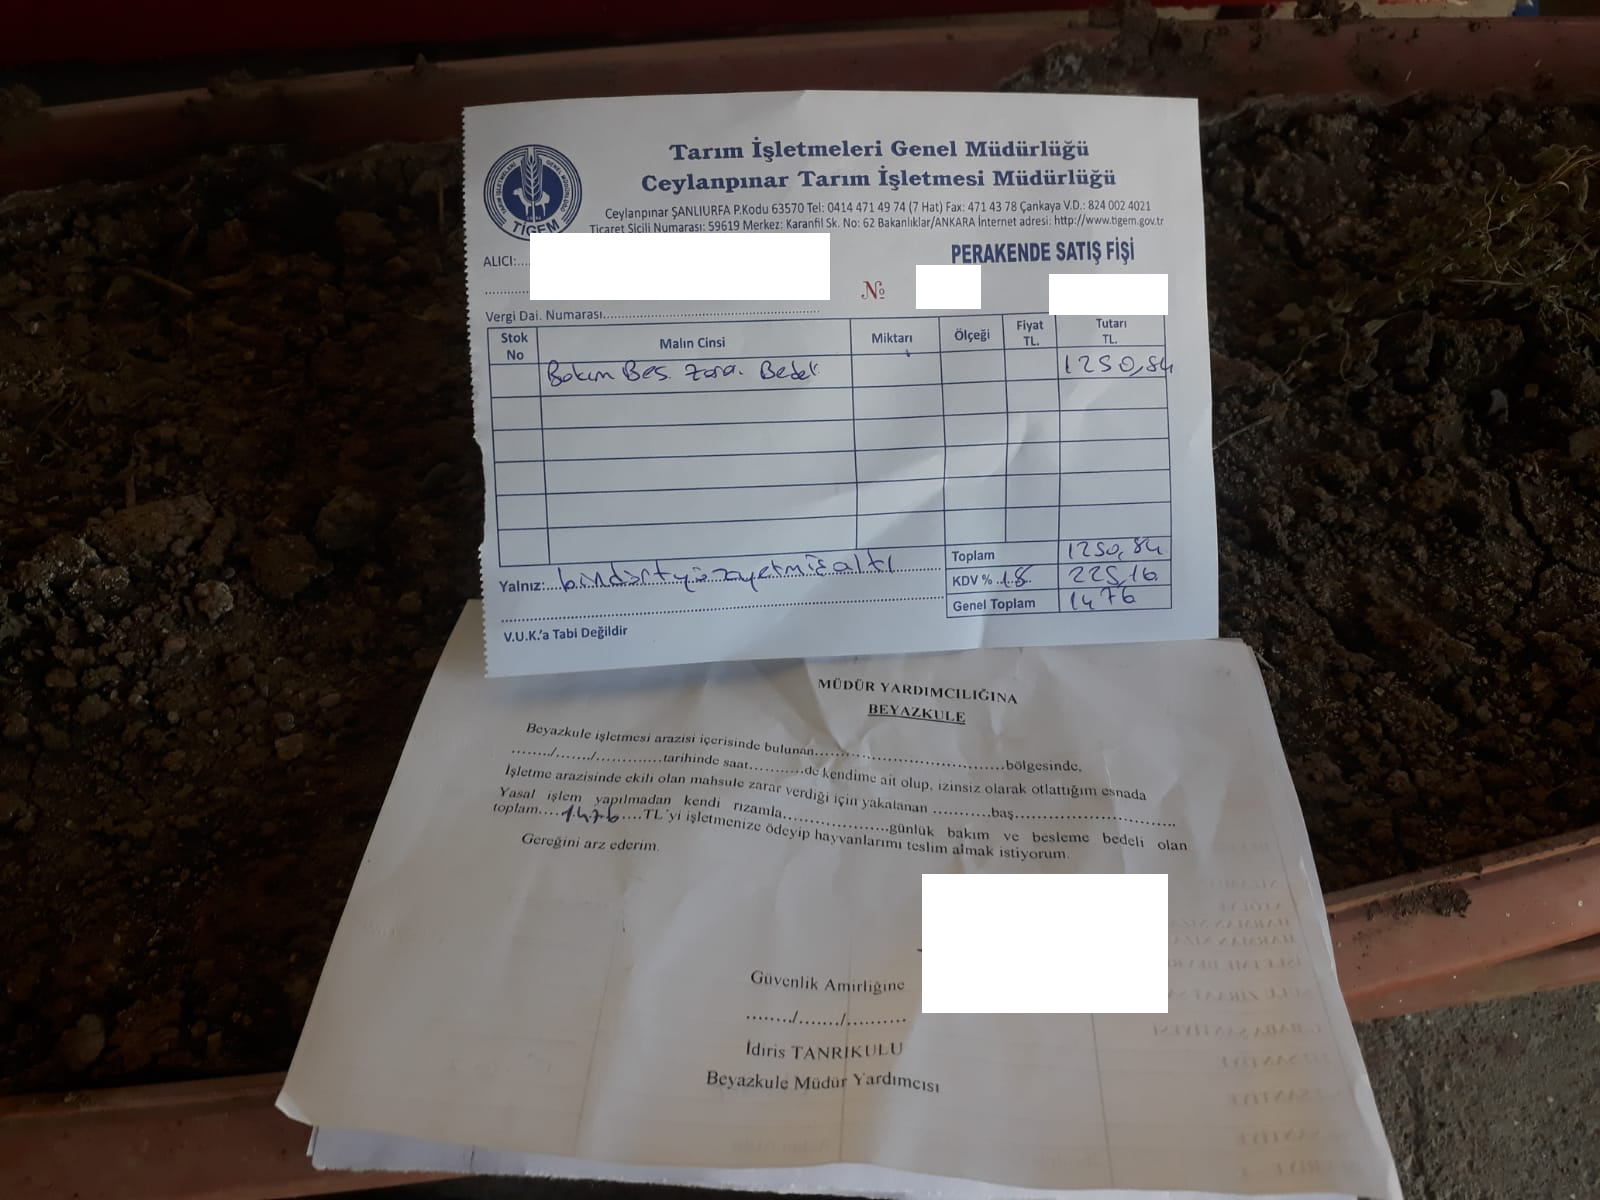 Tarım İşletmeleri Genel Müdürlüğü
Ceylanpınar Tarım İşletmesi Müdürlüğü
Ceylanpınar ŞANLIURFA P.Kodu 63570 Tel: 0414 471 49 74 (7 Hat) Fax: 471 43 78 Çankaya V.D.: 824 002 4021
Ticaret Sicili Numarası: 59619 Merkez: Karanfil Sk. No: 62 Bakanlıklar/ANKARA İnternet adresi: http://www.tigem.gov.tr
TARIM İŞLETMELERİ GENEL MÜDÜRLÜĞÜ
TİGEM
ALICI:....
PERAKENDE SATIŞ FİŞİ
№
Vergi Dai. Numarası
Stok No Malın Cinsi Miktarı Ölçeği Fiyat TL. Tutarı TL.
Bakım Bes. Zara. Bedel. 1250,84
Toplam 1250,84
Yalnız: bindörtyüzyetmişaltı KDV % 18 225,16
Genel Toplam 1476
V.U.K.'a Tabi Değildir
MÜDÜR YARDIMCILIĞINA
BEYAZKULE
Beyazkule işletmesi arazisi içerisinde bulunan..............................bölgesinde,
......../......./.............tarihinde saat...........de kendime ait olup, izinsiz olarak otlattığım esnada
İşletme arazisinde ekili olan mahsule zarar verdiği için yakalanan ...........baş..............................
Yasal işlem yapılmadan kendi rızamla....................günlük bakım ve besleme bedeli olan
toplam....1476....TL'yi işletmenize ödeyip hayvanlarımı teslim almak istiyorum.
Gereğini arz ederim.
Güvenlik Amirliğine
......../......./..........
İdiris TANRIKULU
Beyazkule Müdür Yardımcısı